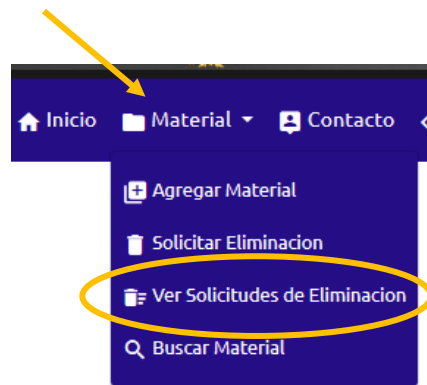 Inicio Material Contacto
Agregar Material
Solicitar Eliminacion
Ver Solicitudes de Eliminacion
Buscar Material